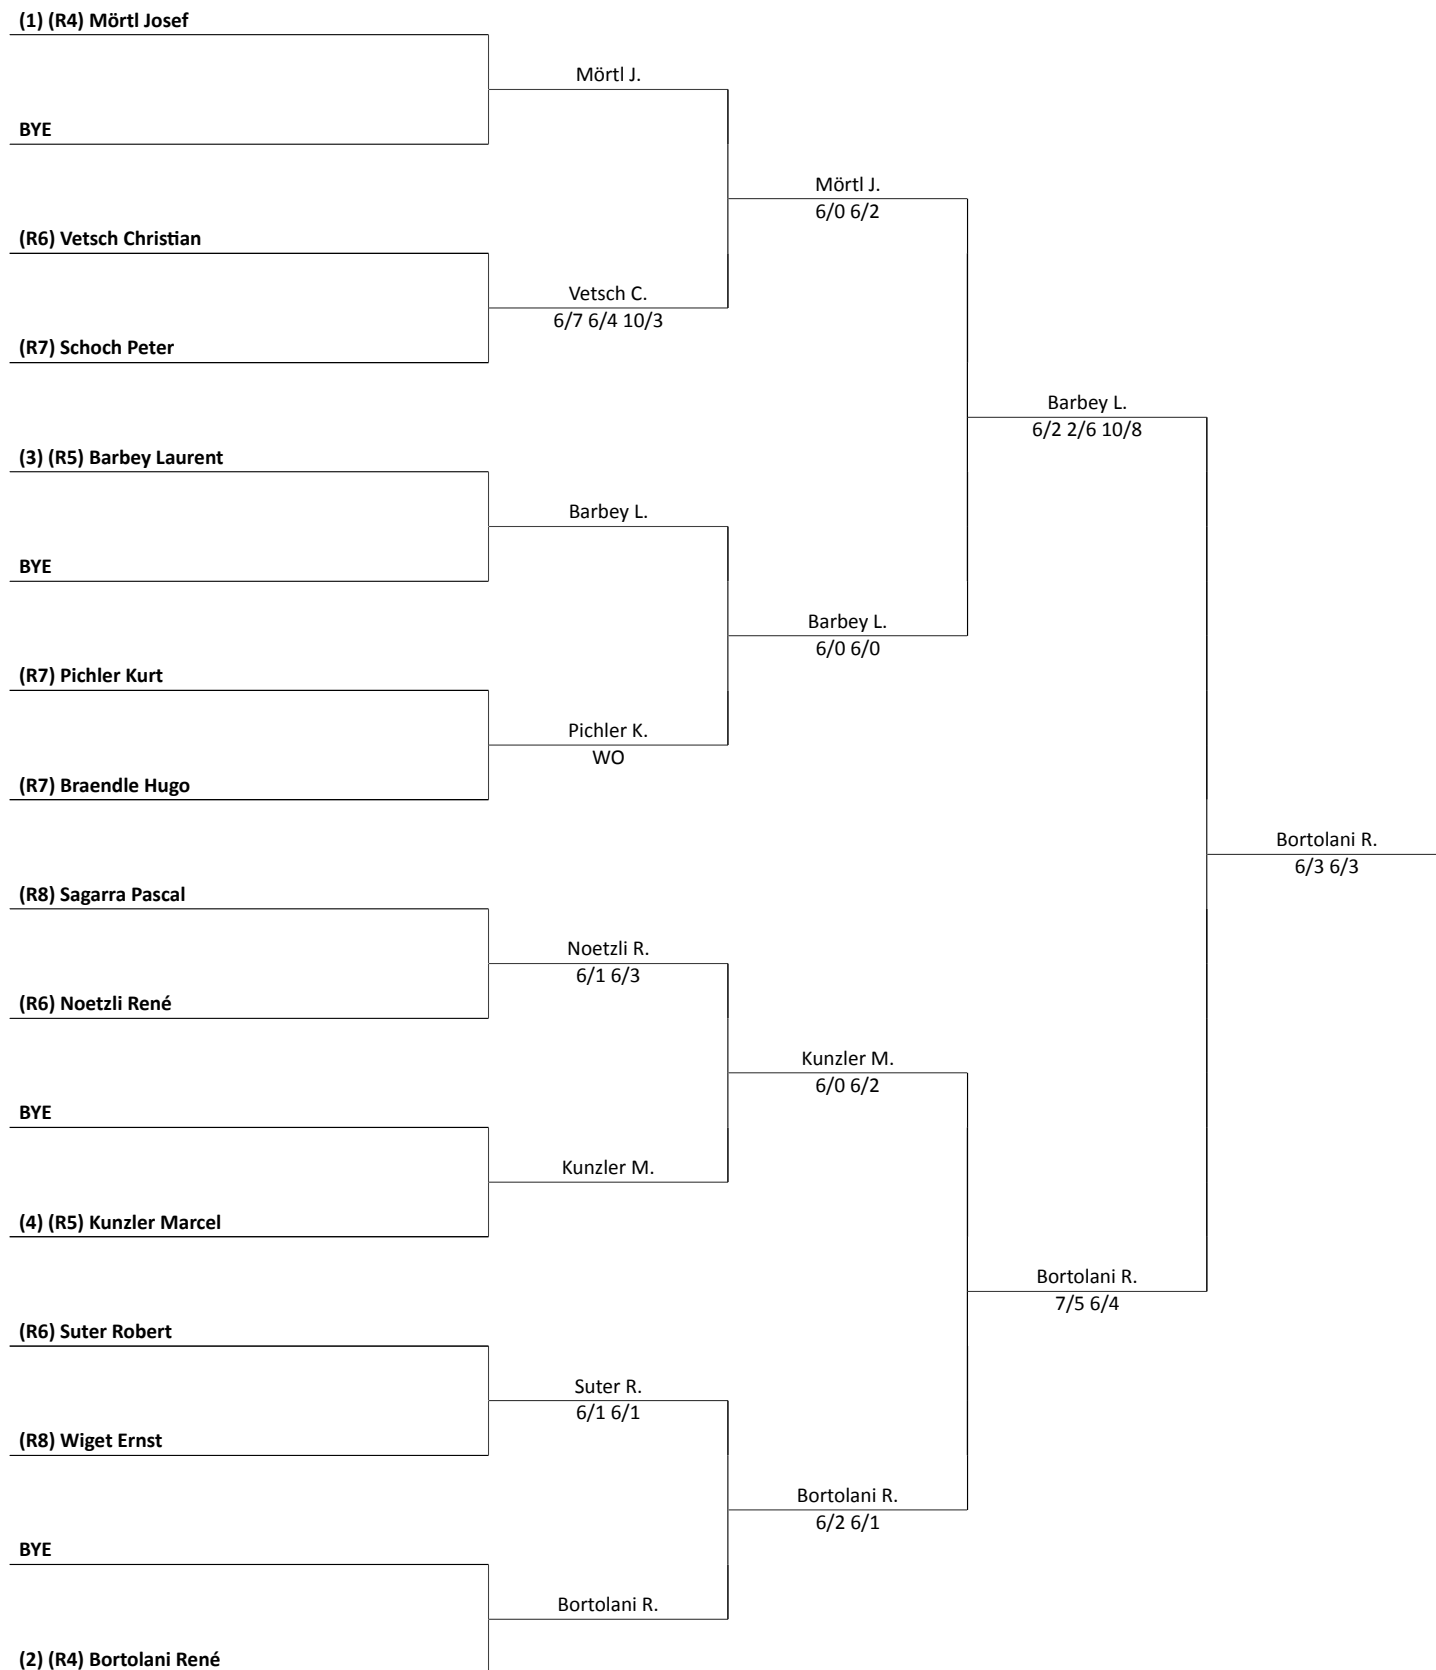 (1) (R4) Mörtl Josef
Mörtl J.
BYE
Mörtl J.
6/0 6/2
(R6) Vetsch Christian
Vetsch C.
6/7 6/4 10/3
(R7) Schoch Peter
Barbey L.
6/2 2/6 10/8
(3) (R5) Barbey Laurent
Barbey L.
BYE
Barbey L.
6/0 6/0
(R7) Pichler Kurt
Pichler K.
WO
(R7) Braendle Hugo
Bortolani R.
6/3 6/3
(R8) Sagarra Pascal
Noetzli R.
6/1 6/3
(R6) Noetzli René
Kunzler M.
6/0 6/2
BYE
Kunzler M.
(4) (R5) Kunzler Marcel
Bortolani R.
7/5 6/4
(R6) Suter Robert
Suter R.
6/1 6/1
(R8) Wiget Ernst
Bortolani R.
6/2 6/1
BYE
Bortolani R.
(2) (R4) Bortolani René